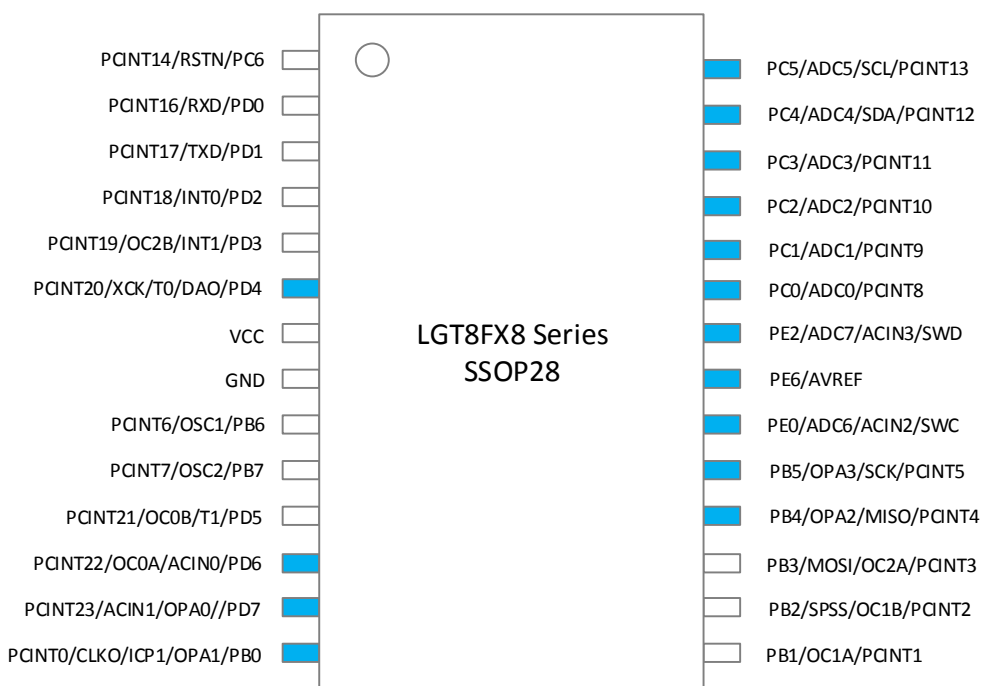 PCINT14/RSTN/PC6
PCINT16/RXD/PD0
PCINT17/TXD/PD1
PCINT18/INT0/PD2
PCINT19/OC2B/INT1/PD3
PCINT20/XCK/T0/DAO/PD4
VCC
GND
PCINT6/OSC1/PB6
PCINT7/OSC2/PB7
PCINT21/OC0B/T1/PD5
PCINT22/OC0A/ACIN0/PD6
PCINT23/ACIN1/OPA0//PD7
PCINT0/CLKO/ICP1/OPA1/PB0
LGT8FX8 Series
SSOP28
PC5/ADC5/SCL/PCINT13
PC4/ADC4/SDA/PCINT12
PC3/ADC3/PCINT11
PC2/ADC2/PCINT10
PC1/ADC1/PCINT9
PC0/ADC0/PCINT8
PE2/ADC7/ACIN3/SWD
PE6/AVREF
PE0/ADC6/ACIN2/SWC
PB5/OPA3/SCK/PCINT5
PB4/OPA2/MISO/PCINT4
PB3/MOSI/OC2A/PCINT3
PB2/SPSS/OC1B/PCINT2
PB1/OC1A/PCINT1